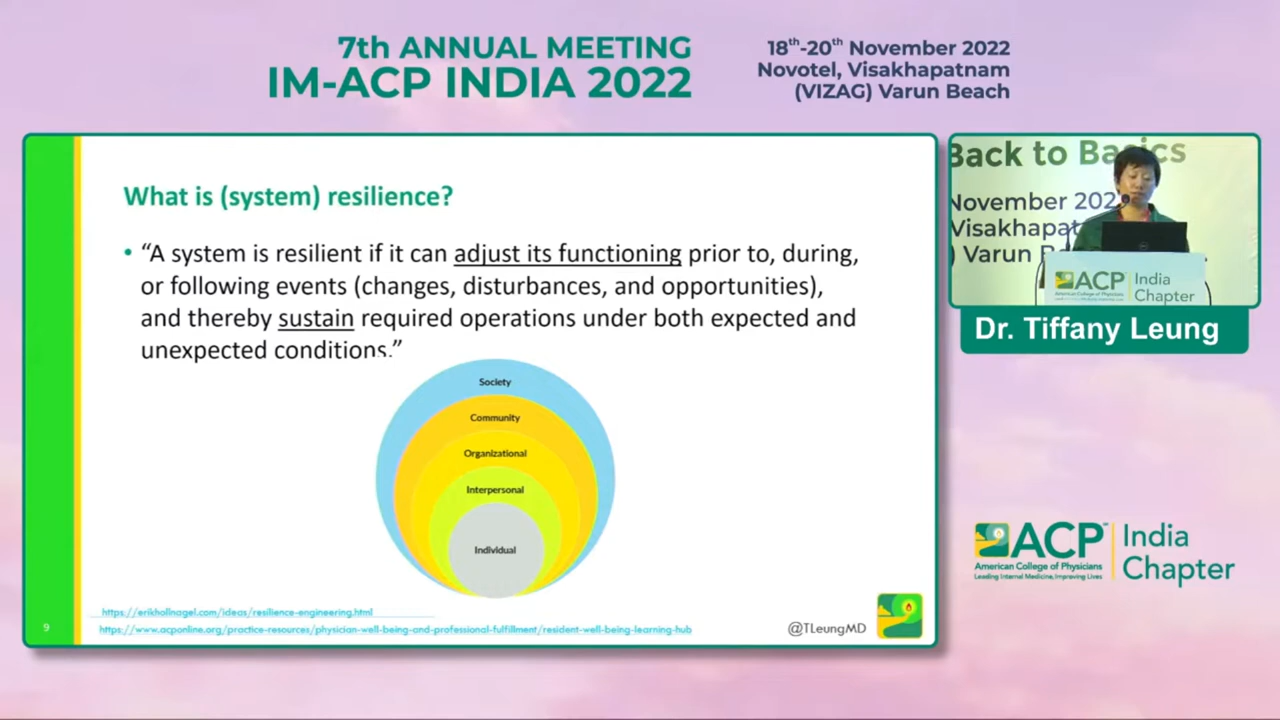 7th ANNUAL MEETING
IM-ACP INDIA 2022
18th-20th November 2022
Novotel, Visakhapatnam
(VIZAG) Varun Beach
What is (system) resilience?
• “A system is resilient if it can adjust its functioning prior to, during,
or following events (changes, disturbances, and opportunities),
and thereby sustain required operations under both expected and
unexpected conditions.”
Society
Community
Organizational
Interpersonal
Individual
https://erikhollnagel.com/ideas/resilience-engineering.html
https://www.acponline.org/practice-resources/physician-well-being-and-professional-fulfillment/resident-well-being-learning-hub
9
@TLeungMD
Back to Basics
November 202
Visakhapat
) Varun
ACP
India
Chapter
American College of Physicians
Dr. Tiffany Leung
ACP
India
Chapter
American College of Physicians
Leading Internal Medicine, Improving Lives